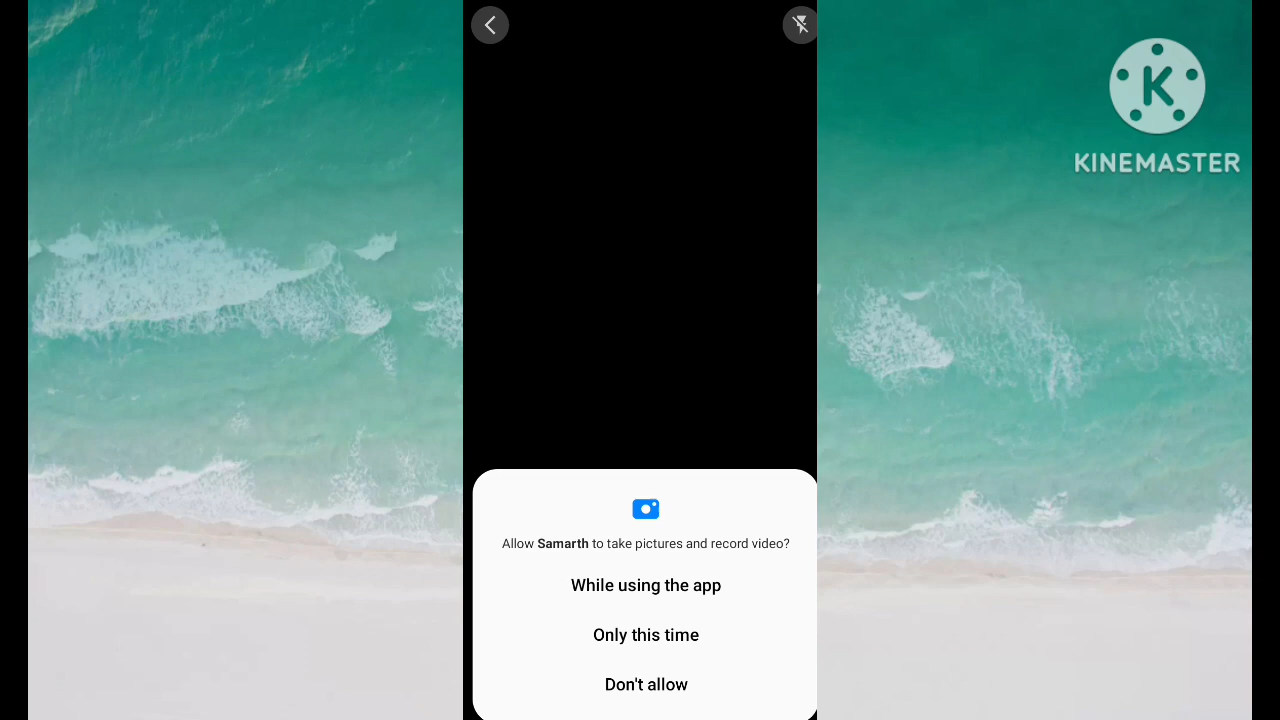 K
KINEMASTER
Allow Samarth to take pictures and record video?
While using the app
Only this time
Don't allow